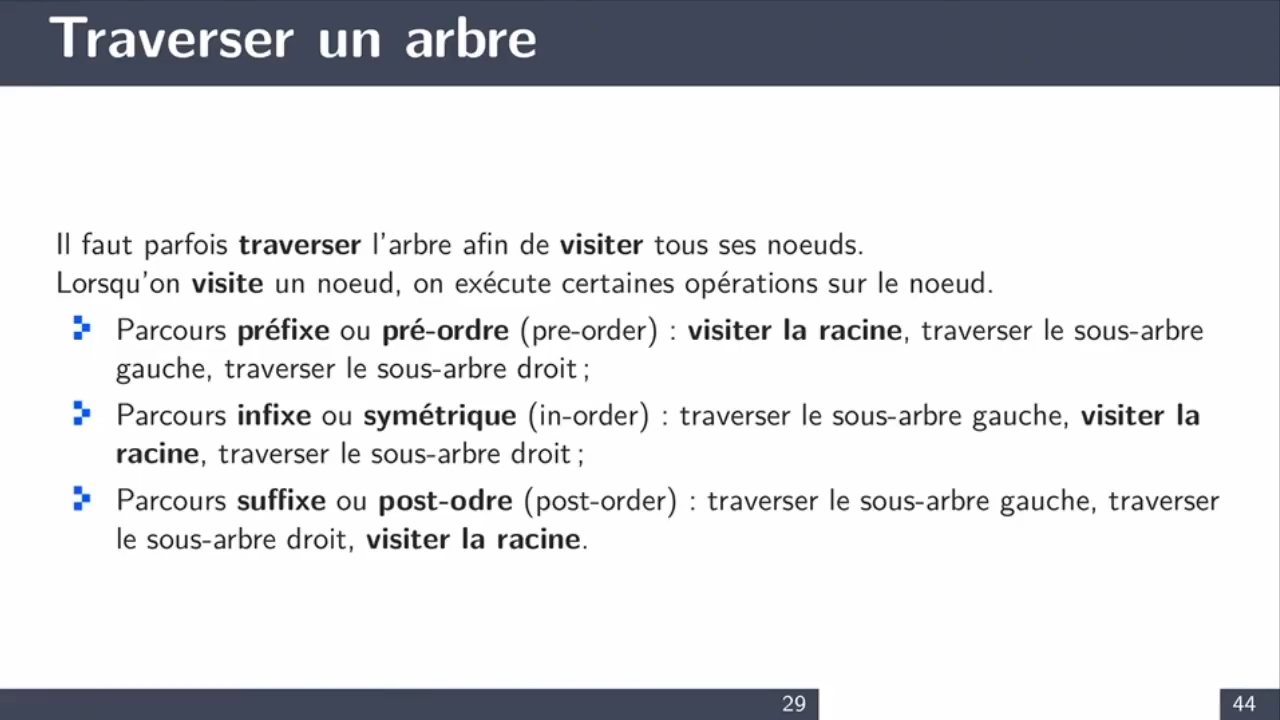 Traverser un arbre
Il faut parfois traverser l'arbre afin de visiter tous ses noeuds.
Lorsqu'on visite un noeud, on exécute certaines opérations sur le noeud.
Parcours préfixe ou pré-ordre (pre-order) : visiter la racine, traverser le sous-arbre
gauche, traverser le sous-arbre droit ;
Parcours infixe ou symétrique (in-order) : traverser le sous-arbre gauche, visiter la
racine, traverser le sous-arbre droit ;
Parcours suffixe ou post-odre (post-order) : traverser le sous-arbre gauche, traverser
le sous-arbre droit, visiter la racine.
29
44